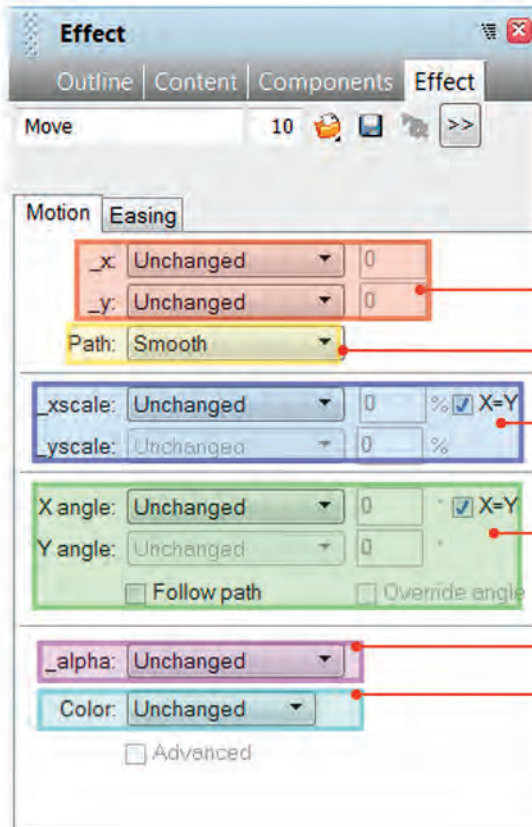 Effect
Outline Content Components Effect
Move 10 >>
Motion Easing
_x: Unchanged 0
_y: Unchanged 0
Path: Smooth
_xscale: Unchanged 0 % X=Y
_yscale: Unchanged 0 %
X angle: Unchanged 0 ° X=Y
Y angle: Unchanged 0 °
Follow path Override angle
_alpha: Unchanged
Color: Unchanged
Advanced